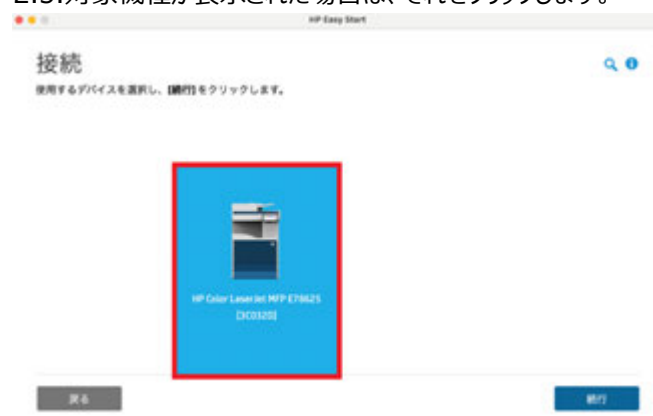 2.5.対象機種が表示された場合は、それをクリックします。
HP Easy Start
接続
使用するデバイスを選択し、[続行] をクリックします。
HP Color LaserJet MFP E78625
[3C0320]
戻る
続行